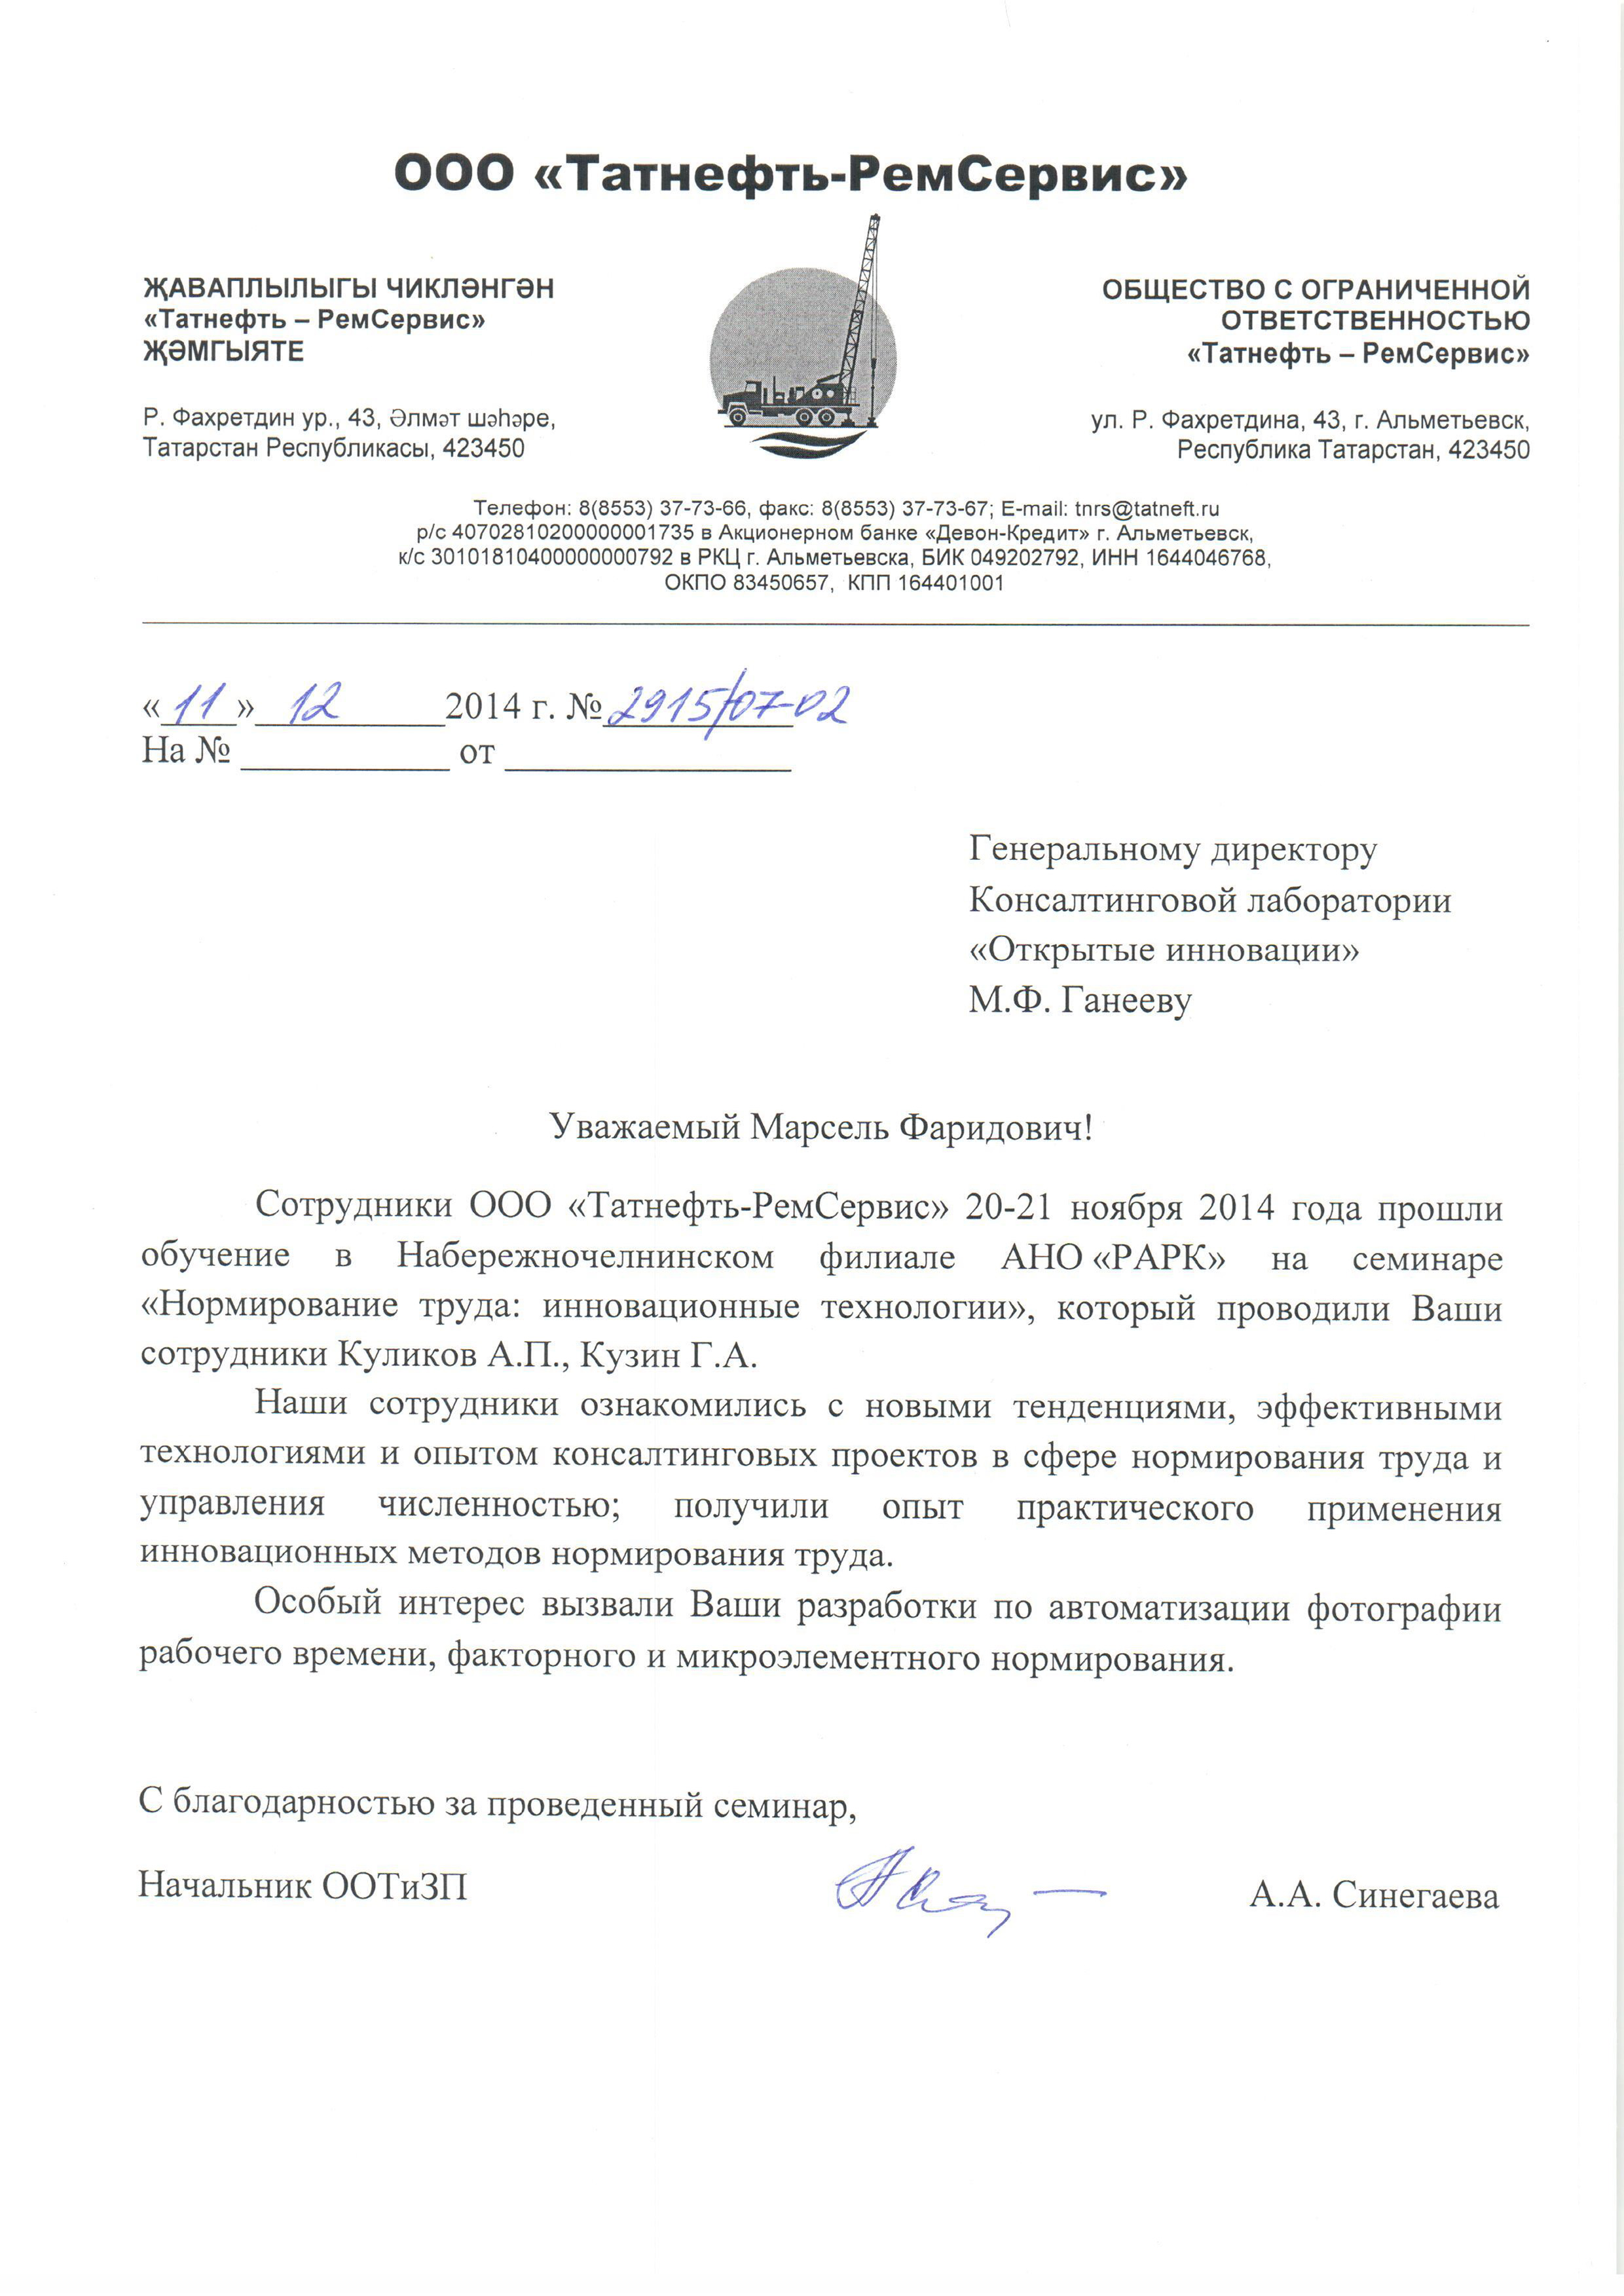 ООО «Татнефть-РемСервис»
ҖАВАПЛЫЛЫГЫ ЧИКЛӘНГӘН
«Татнефть – РемСервис»
ҖӘМГЫЯТЕ
Р. Фахретдин ур., 43, Әлмәт шәһәре,
Татарстан Республикасы, 423450
ОБЩЕСТВО С ОГРАНИЧЕННОЙ
ОТВЕТСТВЕННОСТЬЮ
«Татнефть – РемСервис»
ул. Р. Фахретдина, 43, г. Альметьевск,
Республика Татарстан, 423450
Телефон: 8(8553) 37-73-66, факс: 8(8553) 37-73-67; E-mail: tnrs@tatneft.ru
р/с 40702810200000001735 в Акционерном банке «Девон-Кредит» г. Альметьевск,
к/с 30101810400000000792 в РКЦ г. Альметьевска, БИК 049202792, ИНН 1644046768,
ОКПО 83450657, КПП 164401001
«11» 12 2014 г. № 2915/07-02
На № ___________ от _______________
Генеральному директору
Консалтинговой лаборатории
«Открытые инновации»
М.Ф. Ганееву
Уважаемый Марсель Фаридович!
Сотрудники ООО «Татнефть-РемСервис» 20-21 ноября 2014 года прошли
обучение в Набережночелнинском филиале АНО «РАРК» на семинаре
«Нормирование труда: инновационные технологии», который проводили Ваши
сотрудники Куликов А.П., Кузин Г.А.
Наши сотрудники ознакомились с новыми тенденциями, эффективными
технологиями и опытом консалтинговых проектов в сфере нормирования труда и
управления численностью; получили опыт практического применения
инновационных методов нормирования труда.
Особый интерес вызвали Ваши разработки по автоматизации фотографии
рабочего времени, факторного и микроэлементного нормирования.
С благодарностью за проведенный семинар,
Начальник ООТиЗП А.А. Синегаева